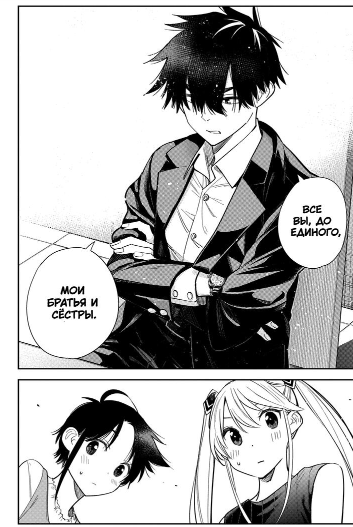 ВСЕ
ВЫ, ДО
ЕДИНОГО,
МОИ
БРАТЬЯ И
СЁСТРЫ.